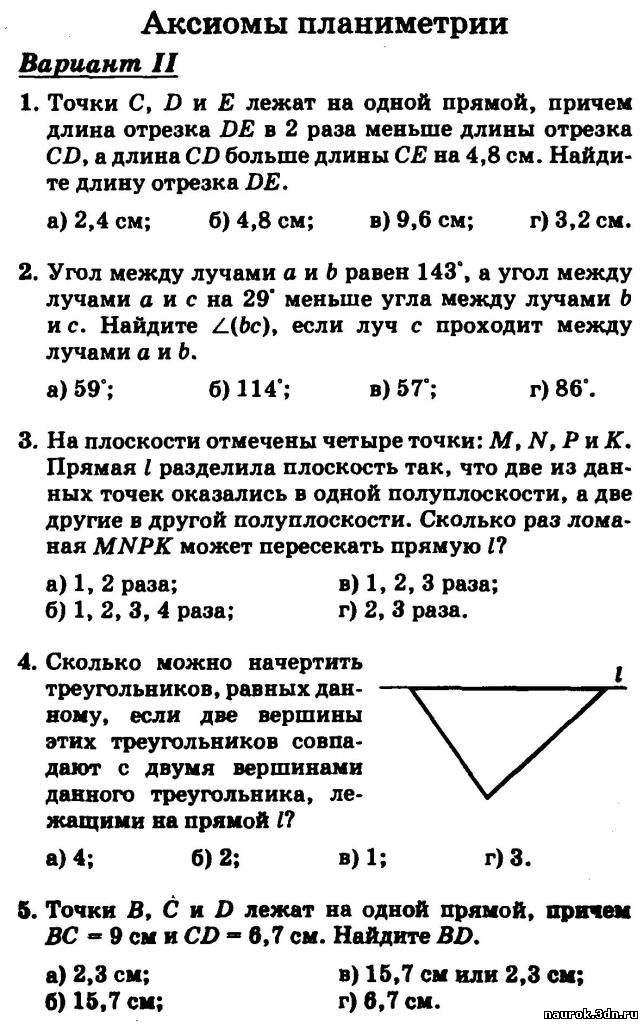 Аксиомы планиметрии
Вариант II
1. Точки C, D и E лежат на одной прямой, причем
длина отрезка DE в 2 раза меньше длины отрезка
CD, а длина CD больше длины CE на 4,8 см. Найди-
те длину отрезка DE.
а) 2,4 см; б) 4,8 см; в) 9,6 см; г) 3,2 см.
2. Угол между лучами a и b равен 143°, а угол между
лучами a и c на 29° меньше угла между лучами b
и c. Найдите ∠(bc), если луч c проходит между
лучами a и b.
а) 59°; б) 114°; в) 57°; г) 86°.
3. На плоскости отмечены четыре точки: M, N, P и K.
Прямая l разделила плоскость так, что две из дан-
ных точек оказались в одной полуплоскости, а две
другие в другой полуплоскости. Сколько раз лома-
ная MNPK может пересекать прямую l?
а) 1, 2 раза; в) 1, 2, 3 раза;
б) 1, 2, 3, 4 раза; г) 2, 3 раза.
4. Сколько можно начертить
треугольников, равных дан-
ному, если две вершины
этих треугольников совпа-
дают с двумя вершинами
данного треугольника, ле-
жащими на прямой l?
l
а) 4; б) 2; в) 1; г) 3.
5. Точки B, C и D лежат на одной прямой, причем
BC = 9 см и CD = 6,7 см. Найдите BD.
а) 2,3 см; в) 15,7 см или 2,3 см;
б) 15,7 см; г) 6,7 см.
naurok.3dn.ru